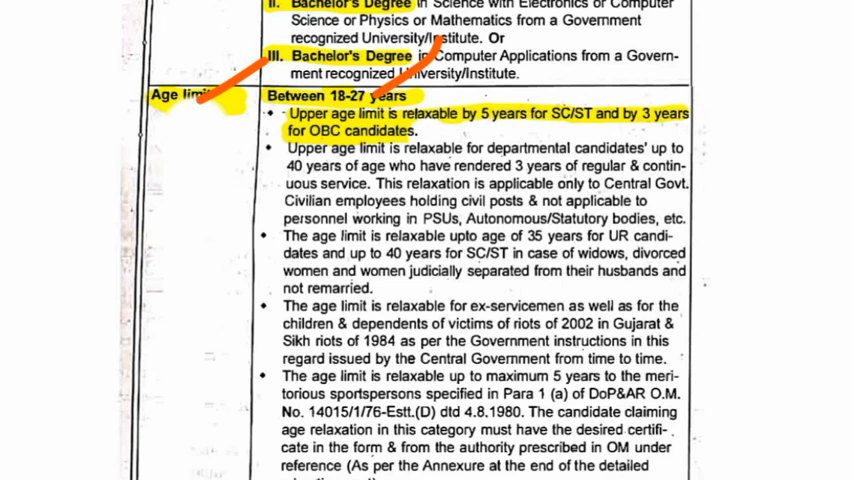 II. Bachelor's Degree in Science with Electronics or Computer
Science or Physics or Mathematics from a Government
recognized University/Institute. Or
III. Bachelor's Degree in Computer Applications from a Govern-
ment recognized University/Institute.
Age limit Between 18-27 years
• Upper age limit is relaxable by 5 years for SC/ST and by 3 years
for OBC candidates.
• Upper age limit is relaxable for departmental candidates' up to
40 years of age who have rendered 3 years of regular & contin-
uous service. This relaxation is applicable only to Central Govt.
Civilian employees holding civil posts & not applicable to
personnel working in PSUs, Autonomous/Statutory bodies, etc.
• The age limit is relaxable upto age of 35 years for UR candi-
dates and up to 40 years for SC/ST in case of widows, divorced
women and women judicially separated from their husbands and
not remarried.
• The age limit is relaxable for ex-servicemen as well as for the
children & dependents of victims of riots of 2002 in Gujarat &
Sikh riots of 1984 as per the Government instructions in this
regard issued by the Central Government from time to time.
• The age limit is relaxable up to maximum 5 years to the meri-
torious sportspersons specified in Para 1 (a) of DoP&AR O.M.
No. 14015/1/76-Estt.(D) dtd 4.8.1980. The candidate claiming
age relaxation in this category must have the desired certifi-
cate in the form & from the authority prescribed in OM under
reference (As per the Annexure at the end of the detailed